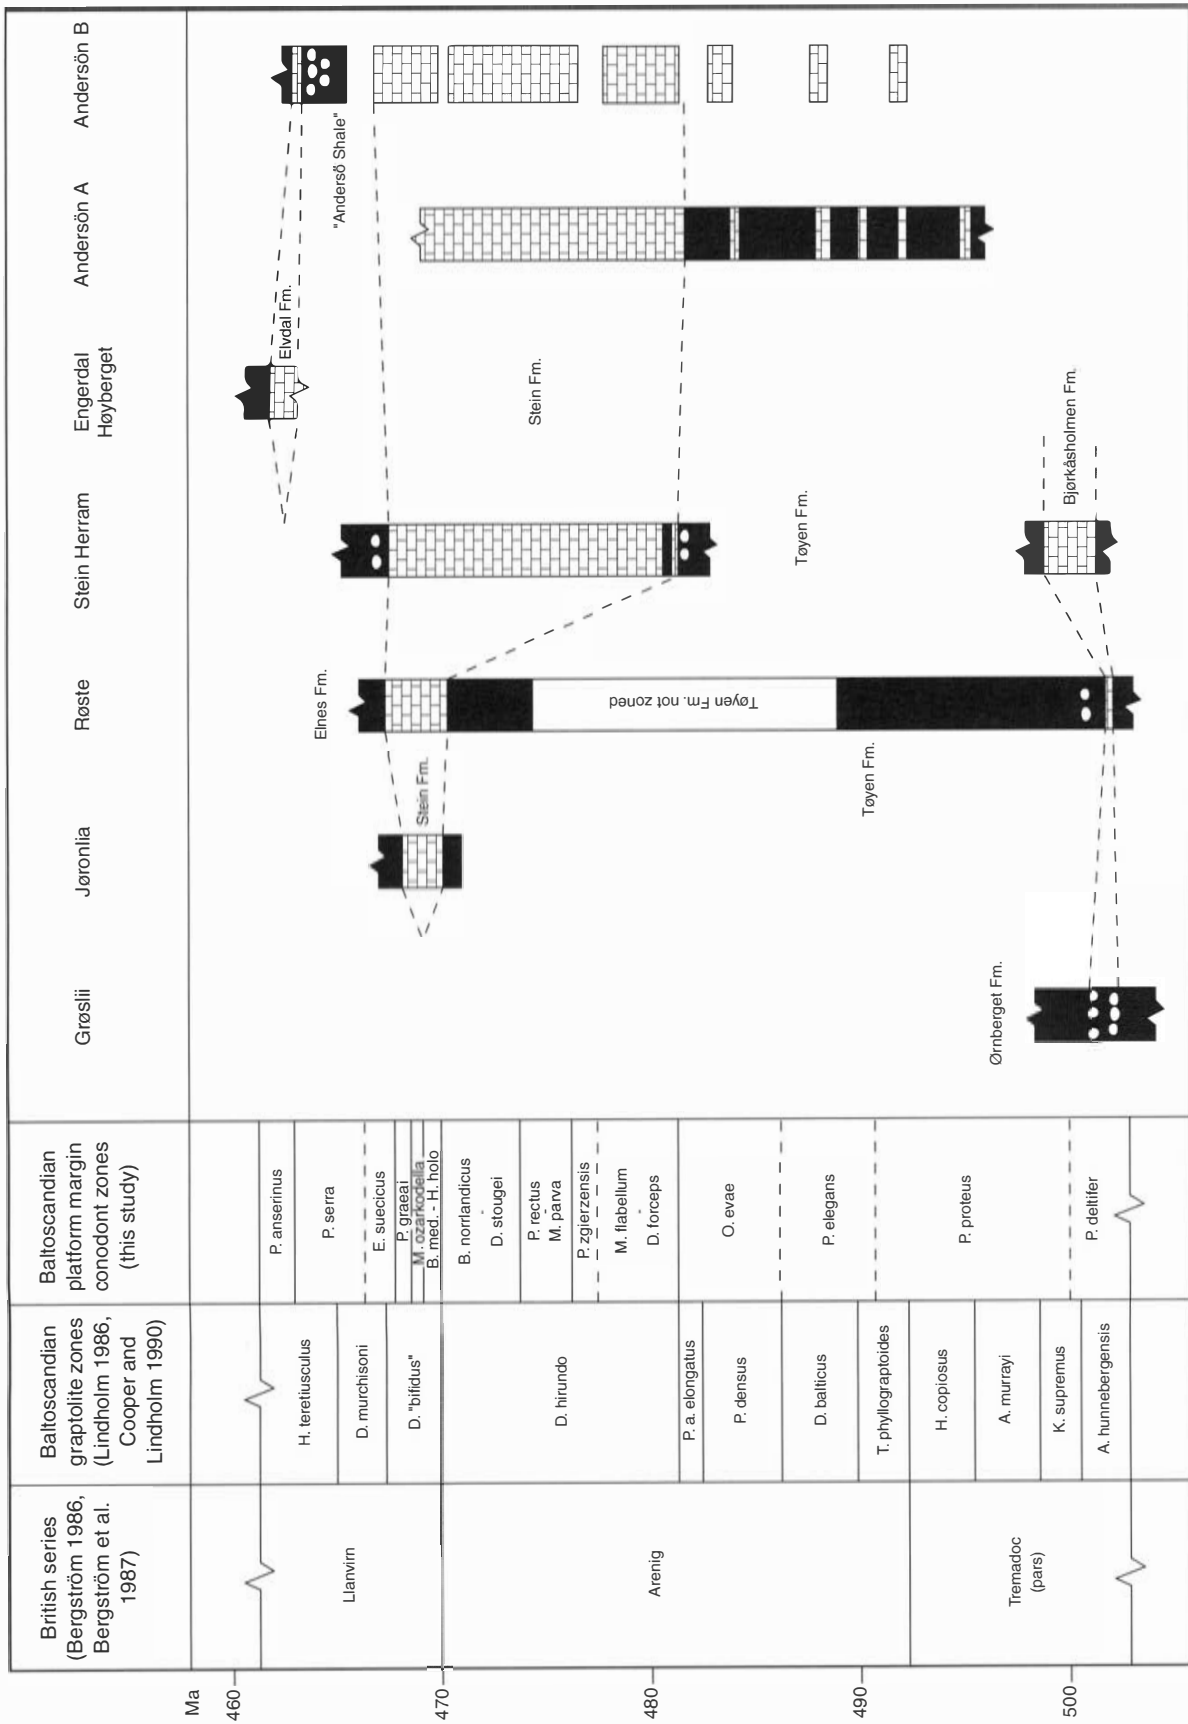 British series
(Bergström 1986,
Bergström et al.
1987)
Baltoscandian
graptolite zones
(Lindholm 1986,
Cooper and
Lindholm 1990)
Baltoscandian
platform margin
conodont zones
(this study)
Grøslii
Jøronlia
Røste
Stein Herram
Engerdal
Høyberget
Andersön A
Andersön B
Ma
460
470
480
490
500
Llanvirn
Arenig
Tremadoc
(pars)
H. teretiusculus
D. murchisoni
D. "bifidus"
D. hirundo
P. a. elongatus
P. densus
D. balticus
T. phyllograptoides
H. copiosus
A. murrayi
K. supremus
A. hunnebergensis
P. anserinus
P. serra
E. suecicus
P. graeai
M. ozarkodella
B. med. - H. holo
B. norrlandicus
-
D. stougei
P. rectus
-
M. parva
P. zgierzensis
M. flabellum
-
D. forceps
O. evae
P. elegans
P. proteus
P. deltifer
Ørnberget Fm.
Stein Fm.
Tøyen Fm.
Elnes Fm.
Tøyen Fm. not zoned
Tøyen Fm.
Bjørkåsholmen Fm.
Stein Fm.
Elvdal Fm.
"Andersö Shale"